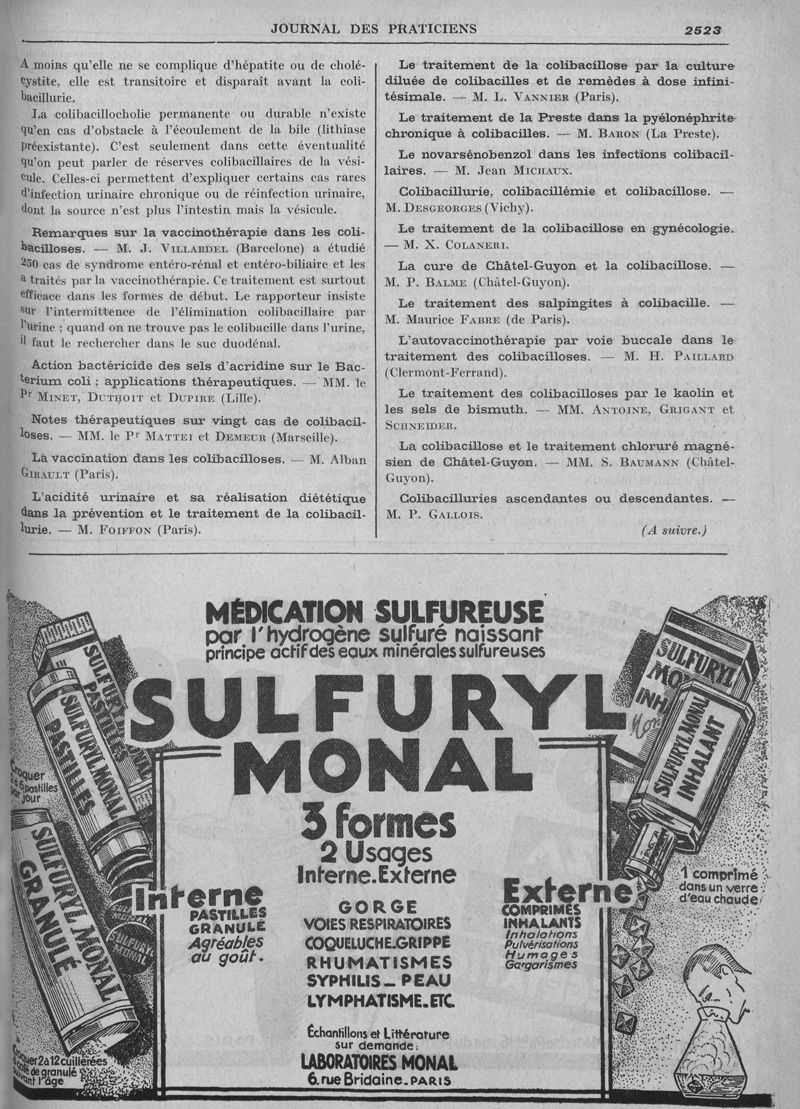 JOURNAL DES PRATICIENS
2523
A moins qu'elle ne se complique d'hépatite ou de cholé-
cystite, elle est transitoire et disparaît avant la coli-
bacillurie.
La colibacillocholie permanente ou durable n'existe
qu'en cas d'obstacle à l'écoulement de la bile (lithiase
préexistante). C'est seulement dans cette éventualité
qu'on peut parler de réserves colibacillaires de la vési-
cule. Celles-ci permettent d'expliquer certains cas rares
d'infection urinaire chronique ou de réinfection urinaire,
dont la source n'est plus l'intestin mais la vésicule.
Remarques sur la vaccinothérapie dans les coli-
bacilloses. — M. J. VILLARDEL (Barcelone) a étudié
250 cas de syndrome entéro-rénal et entéro-biliaire et les
a traités par la vaccinothérapie. Ce traitement est surtout
efficace dans les formes de début. Le rapporteur insiste
sur l'intermittence de l'élimination colibacillaire par
l'urine ; quand on ne trouve pas le colibacille dans l'urine,
il faut le rechercher dans le suc duodénal.
Action bactéricide des sels d'acridine sur le Bac-
terium coli ; applications thérapeutiques. — MM. le
Pr MINET, DUTHOIT et DUPIRE (Lille).
Notes thérapeutiques sur vingt cas de colibacil-
loses. — MM. le Pr MATTEI et DEMEUR (Marseille).
La vaccination dans les colibacilloses. — M. Alban
GIRAULT (Paris).
L'acidité urinaire et sa réalisation diététique
dans la prévention et le traitement de la colibacil-
lurie. — M. FOIFFON (Paris).
Le traitement de la colibacillose par la culture
diluée de colibacilles et de remèdes à dose infini-
tésimale. — M. L. VANNIER (Paris).
Le traitement de la Preste dans la pyélonéphrite
chronique à colibacilles. — M. BARON (La Preste).
Le novarsénobenzol dans les infections colibacil-
laires. — M. Jean MICHAUX.
Colibacillurie, colibacillémie et colibacillose. —
M. DESGEORGES (Vichy).
Le traitement de la colibacillose en gynécologie.
— M. X. COLANERI.
La cure de Châtel-Guyon et la colibacillose. —
M. P. BALME (Châtel-Guyon).
Le traitement des salpingites à colibacille. —
M. Maurice FABRE (de Paris).
L'autovaccinothérapie par voie buccale dans le
traitement des colibacilloses. — M. H. PAILLARD
(Clermont-Ferrand).
Le traitement des colibacilloses par le kaolin et
les sels de bismuth. — MM. ANTOINE, GRIGANT et
SCHNEIDER.
La colibacillose et le traitement chloruré magné-
sien de Châtel-Guyon. — MM. S. BAUMANN (Châtel-
Guyon).
Colibacilluries ascendantes ou descendantes. —
M. P. GALLOIS.
(A suivre.)
MÉDICATION SULFUREUSE
par l'hydrogène sulfuré naissant
principe actif des eaux minérales sulfureuses
SULFURYL
MONAL
3 formes
2 Usages
Interne.Externe
Interne
PASTILLES
GRANULÉ
Agréables
au goût.
GORGE
VOIES RESPIRATOIRES
COQUELUCHE.GRIPPE
RHUMATISMES
SYPHILIS _ PEAU
LYMPHATISME.ETC
Échantillons et Littérature
sur demande:
LABORATOIRES MONAL
6.rue Bridaine.PARIS
Externe
COMPRIMÉS
INHALANTS
Inhalations
Pulvérisations
Humages
Gargarismes
SULFURYL
PASTILLES
SULFURYL MONAL
PASTILLES
Croquer
pastilles
jour
SULFURYL MONAL
GRANULÉ
SULFURYL
MONAL
2 à 12 cuillerées
de granulé
l'âge
SULFURYL
MO
INH
SULFURYL MONAL
INHALANT
1 comprimé
dans un verre
d'eau chaude